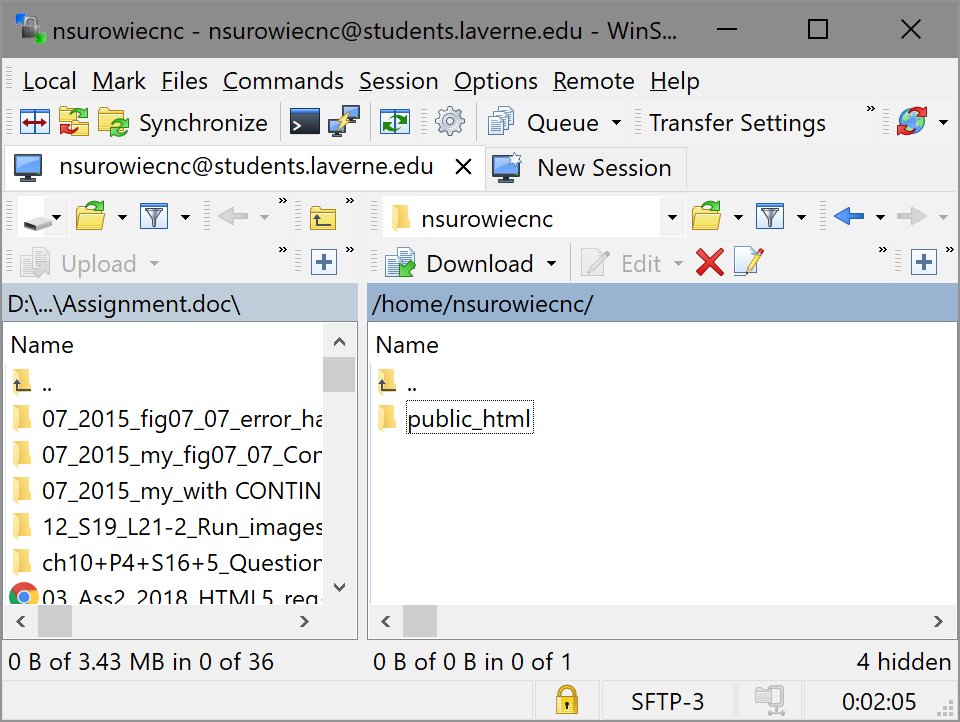 nsurowiecnc - nsurowiecnc@students.laverne.edu - WinS...
Local Mark Files Commands Session Options Remote Help
Synchronize Queue Transfer Settings »
nsurowiecnc@students.laverne.edu X New Session
» » nsurowiecnc
Upload » » Download Edit » »
D:\...\Assignment.doc\ /home/nsurowiecnc/
Name Name
.. ..
07_2015_fig07_07_error_ha public_html
07_2015_my_fig07_07_Con
07_2015_my_with CONTIN
12_S19_L21-2_Run_images
ch10+P4+S16+5_Question
03_Ass2_2018_HTML5_req
0 B of 3.43 MB in 0 of 36 0 B of 0 B in 0 of 1 4 hidden
SFTP-3 0:02:05